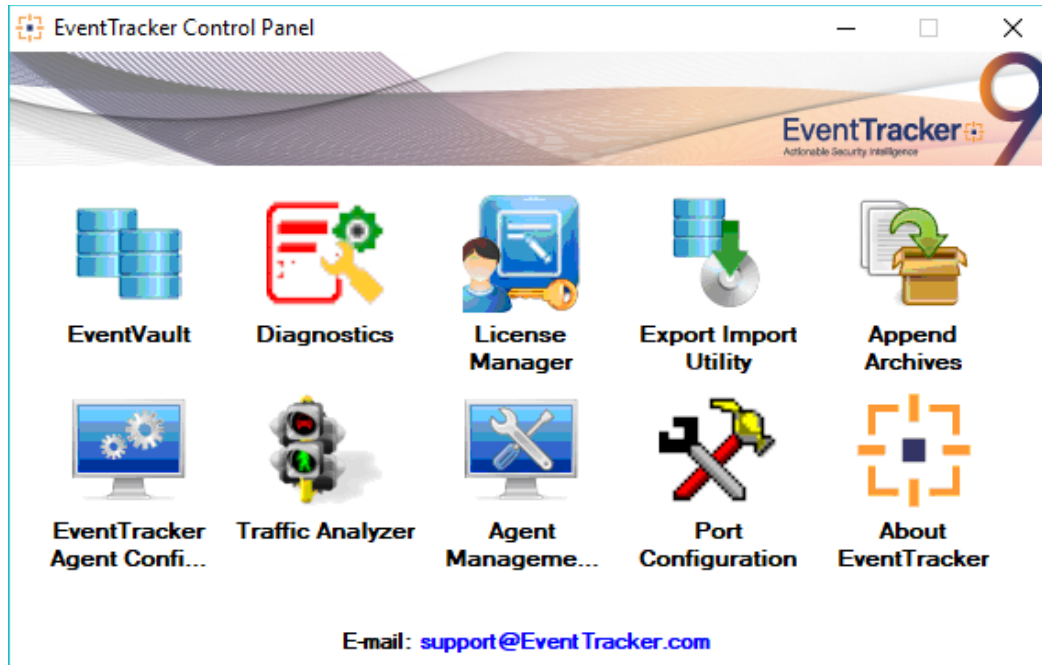 EventTracker Control Panel
EventTracker 9
Actionable Security Intelligence
EventVault
Diagnostics
License
Manager
Export Import
Utility
Append
Archives
EventTracker
Agent Confi...
Traffic Analyzer
Agent
Manageme...
Port
Configuration
About
EventTracker
E-mail: support@EventTracker.com